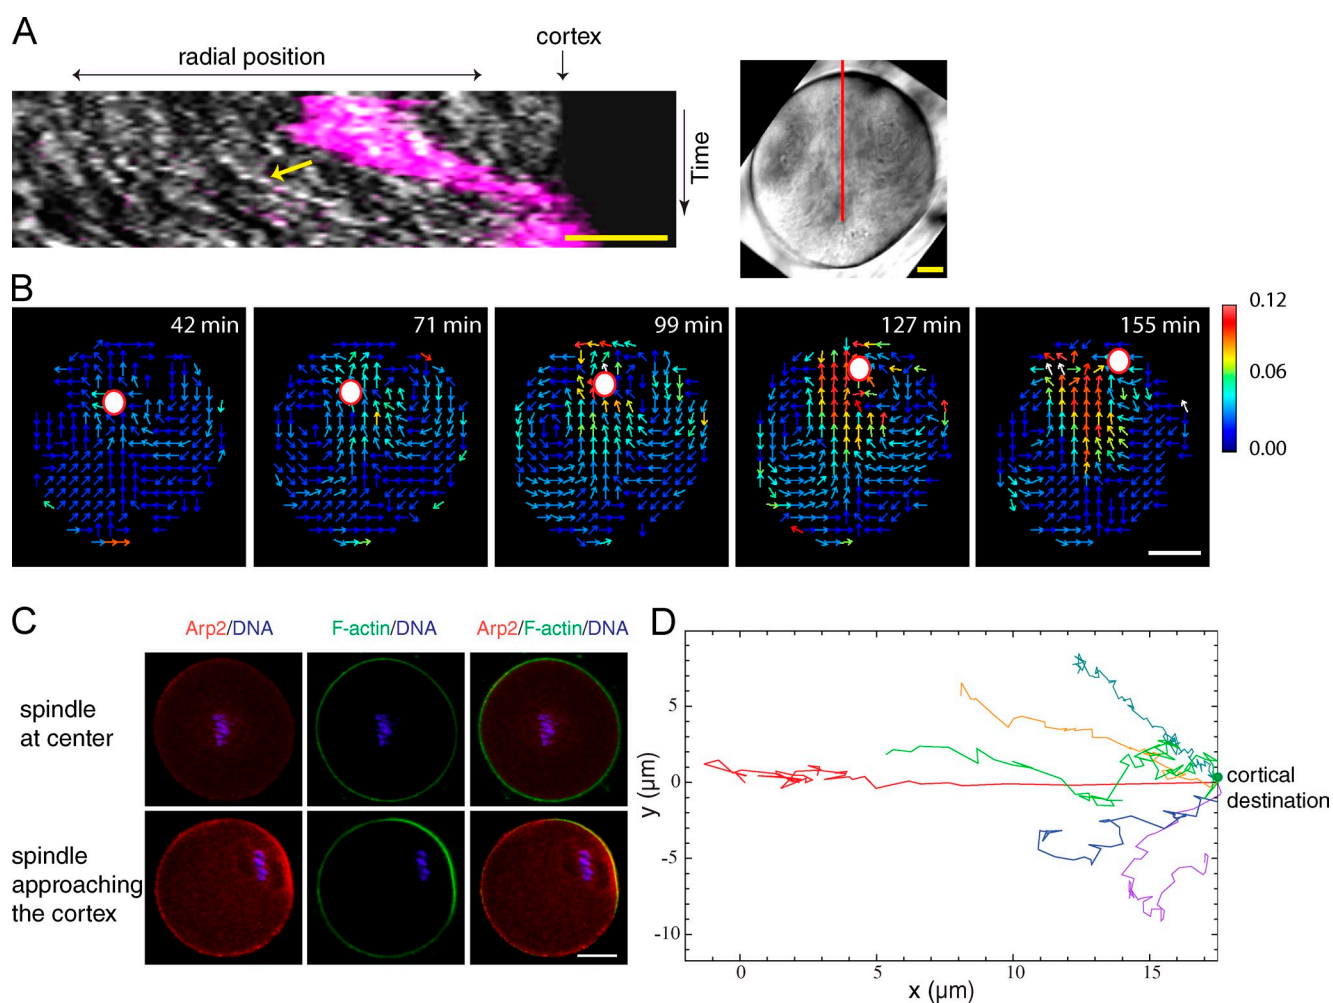 A
radial position
cortex
Time
B
42 min
71 min
99 min
127 min
155 min
0.12
0.06
0.00
C
Arp2/DNA
F-actin/DNA
Arp2/F-actin/DNA
spindle
at center
spindle
approaching
the cortex
D
5
0
-5
-10
y (µm)
0
5
10
15
x (µm)
cortical
destination